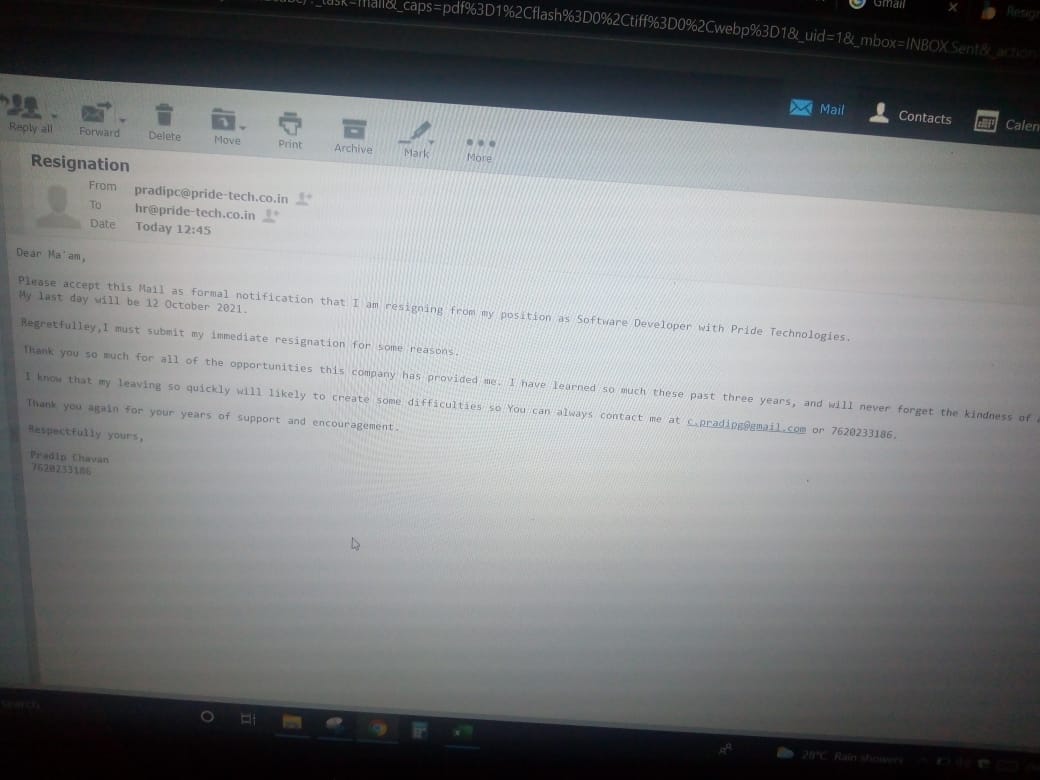 _task=mail&_caps=pdf%3D1%2Cflash%3D0%2Ctiff%3D0%2Cwebp%3D1&_uid=1&_mbox=INBOX.Sent&_action
Gmail
Mail
Contacts
Calen
Reply all
Forward
Delete
Move
Print
Archive
Mark
More
Resignation
From pradipc@pride-tech.co.in
To hr@pride-tech.co.in
Date Today 12:45
Dear Ma'am,
Please accept this Mail as formal notification that I am resigning from my position as Software Developer with Pride Technologies.
My last day will be 12 October 2021.
Regretfulley,I must submit my immediate resignation for some reasons.
Thank you so much for all of the opportunities this company has provided me. I have learned so much these past three years, and will never forget the kindness of
I know that my leaving so quickly will likely to create some difficulties so You can always contact me at c.pradipg@gmail.com or 7620233186.
Thank you again for your years of support and encouragement.
Respectfully yours,
Pradip Chavan
7620233186
search
28°C Rain showers